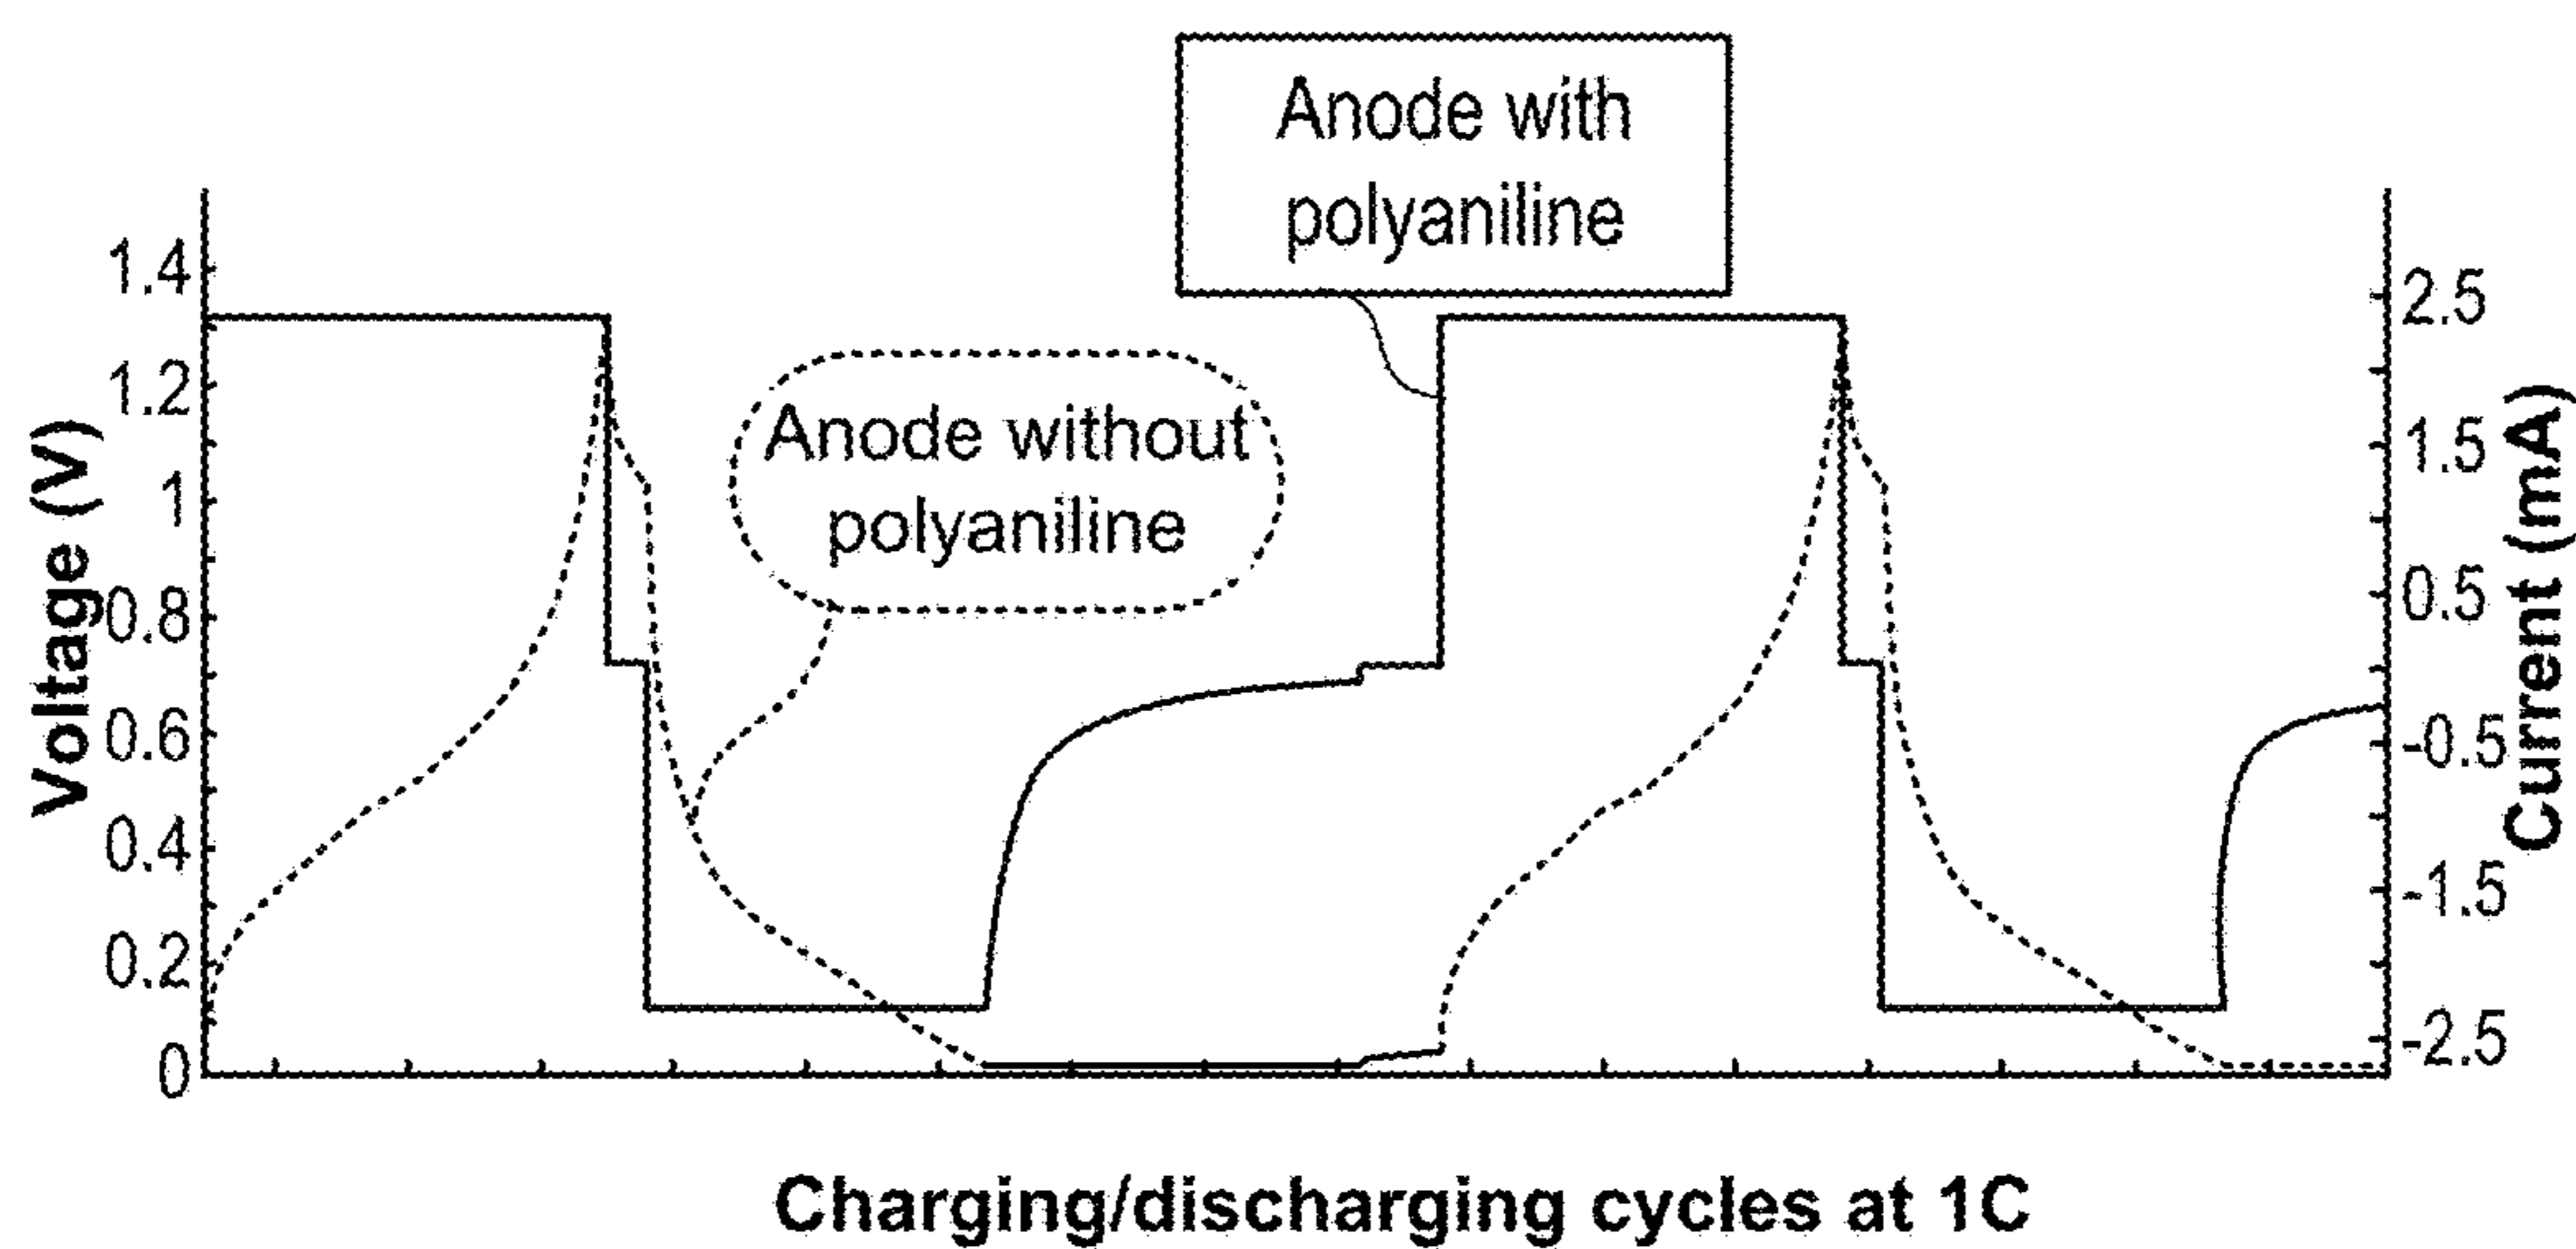 Anode with
polyaniline
Anode without
polyaniline
Voltage (V)
1.4
1.2
1
0.8
0.6
0.4
0.2
0
2.5
1.5
0.5
-0.5
-1.5
-2.5
Current (mA)
Charging/discharging cycles at 1C